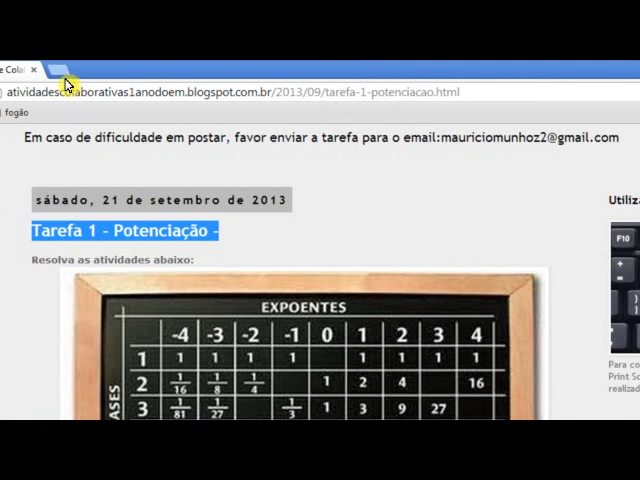 e Colal
atividadescolaborativas1anodoem.blogspot.com.br/2013/09/tarefa-1-potenciacao.html
fogão
Em caso de dificuldade em postar, favor enviar a tarefa para o email:mauriciomunhoz2@gmail.com
sábado, 21 de setembro de 2013
Utiliza
Tarefa 1 - Potenciação -
F10
Resolva as atividades abaixo:
EXPOENTES
-4 -3 -2 -1 0 1 2 3 4
1 1 1 1 1 1 1 1
2 1/16 1/8 1/4 1 2 4 16
3 1/81 1/27 1/3 1 3 9 27
ASES
Para co
Print Sc
realizad